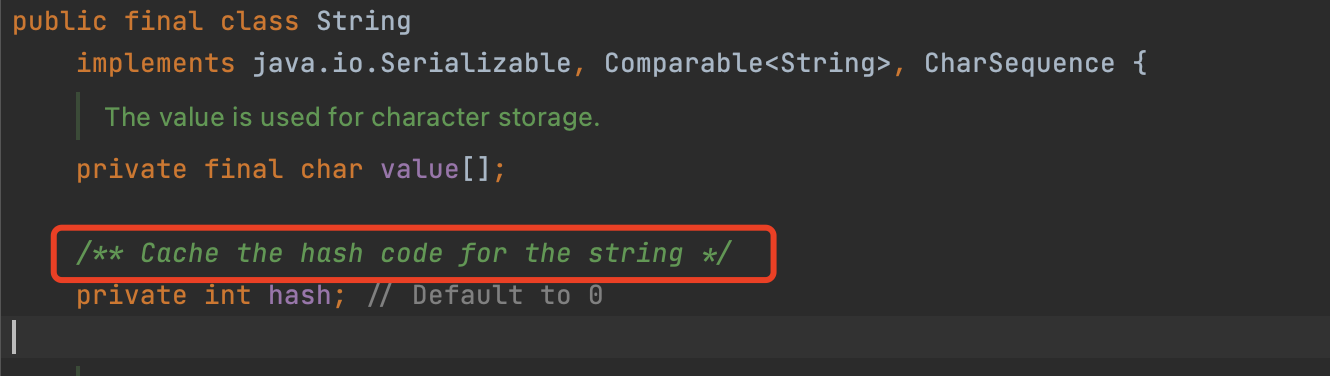 public final class String
    implements java.io.Serializable, Comparable<String>, CharSequence {
    The value is used for character storage.
    private final char value[];
    /** Cache the hash code for the string */
    private int hash; // Default to 0